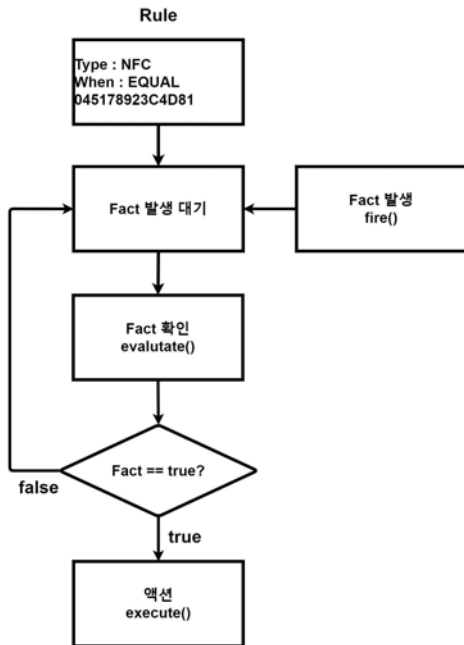 Rule
Type : NFC
When : EQUAL
045178923C4D81
Fact 발생 대기
Fact 발생
fire()
Fact 확인
evalutate()
Fact == true?
false
true
액션
execute()